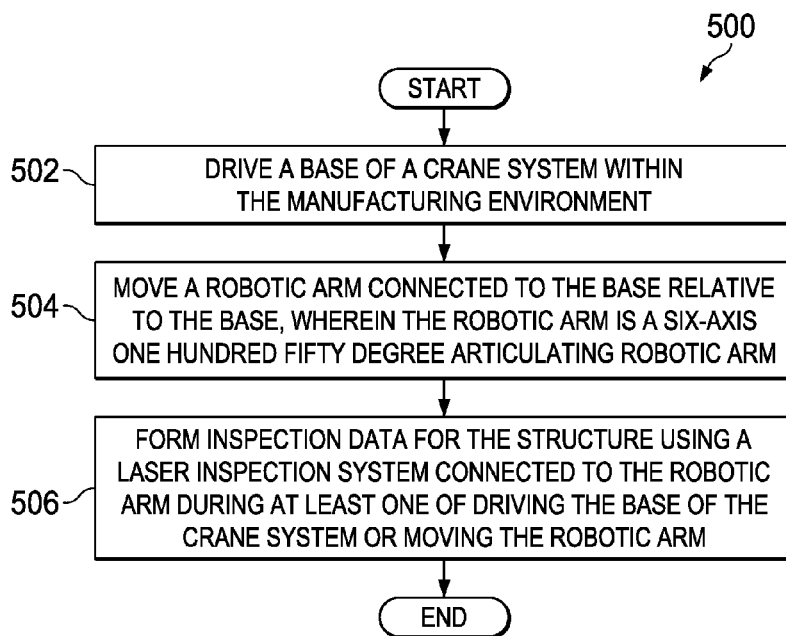 500
START
502
DRIVE A BASE OF A CRANE SYSTEM WITHIN
THE MANUFACTURING ENVIRONMENT
504
MOVE A ROBOTIC ARM CONNECTED TO THE BASE RELATIVE
TO THE BASE, WHEREIN THE ROBOTIC ARM IS A SIX-AXIS
ONE HUNDRED FIFTY DEGREE ARTICULATING ROBOTIC ARM
506
FORM INSPECTION DATA FOR THE STRUCTURE USING A
LASER INSPECTION SYSTEM CONNECTED TO THE ROBOTIC
ARM DURING AT LEAST ONE OF DRIVING THE BASE OF THE
CRANE SYSTEM OR MOVING THE ROBOTIC ARM
END